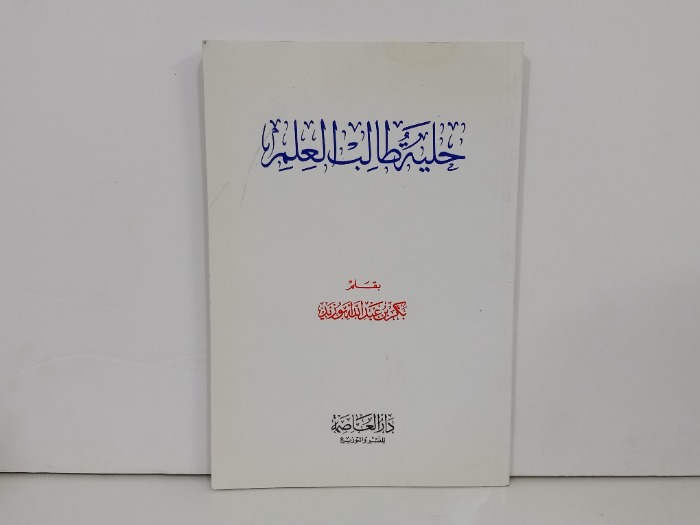 حلية طالب العلم
بقلم
بكر بن عبد الله أبو زيد
دار العاصمة
للنشر والتوزيع